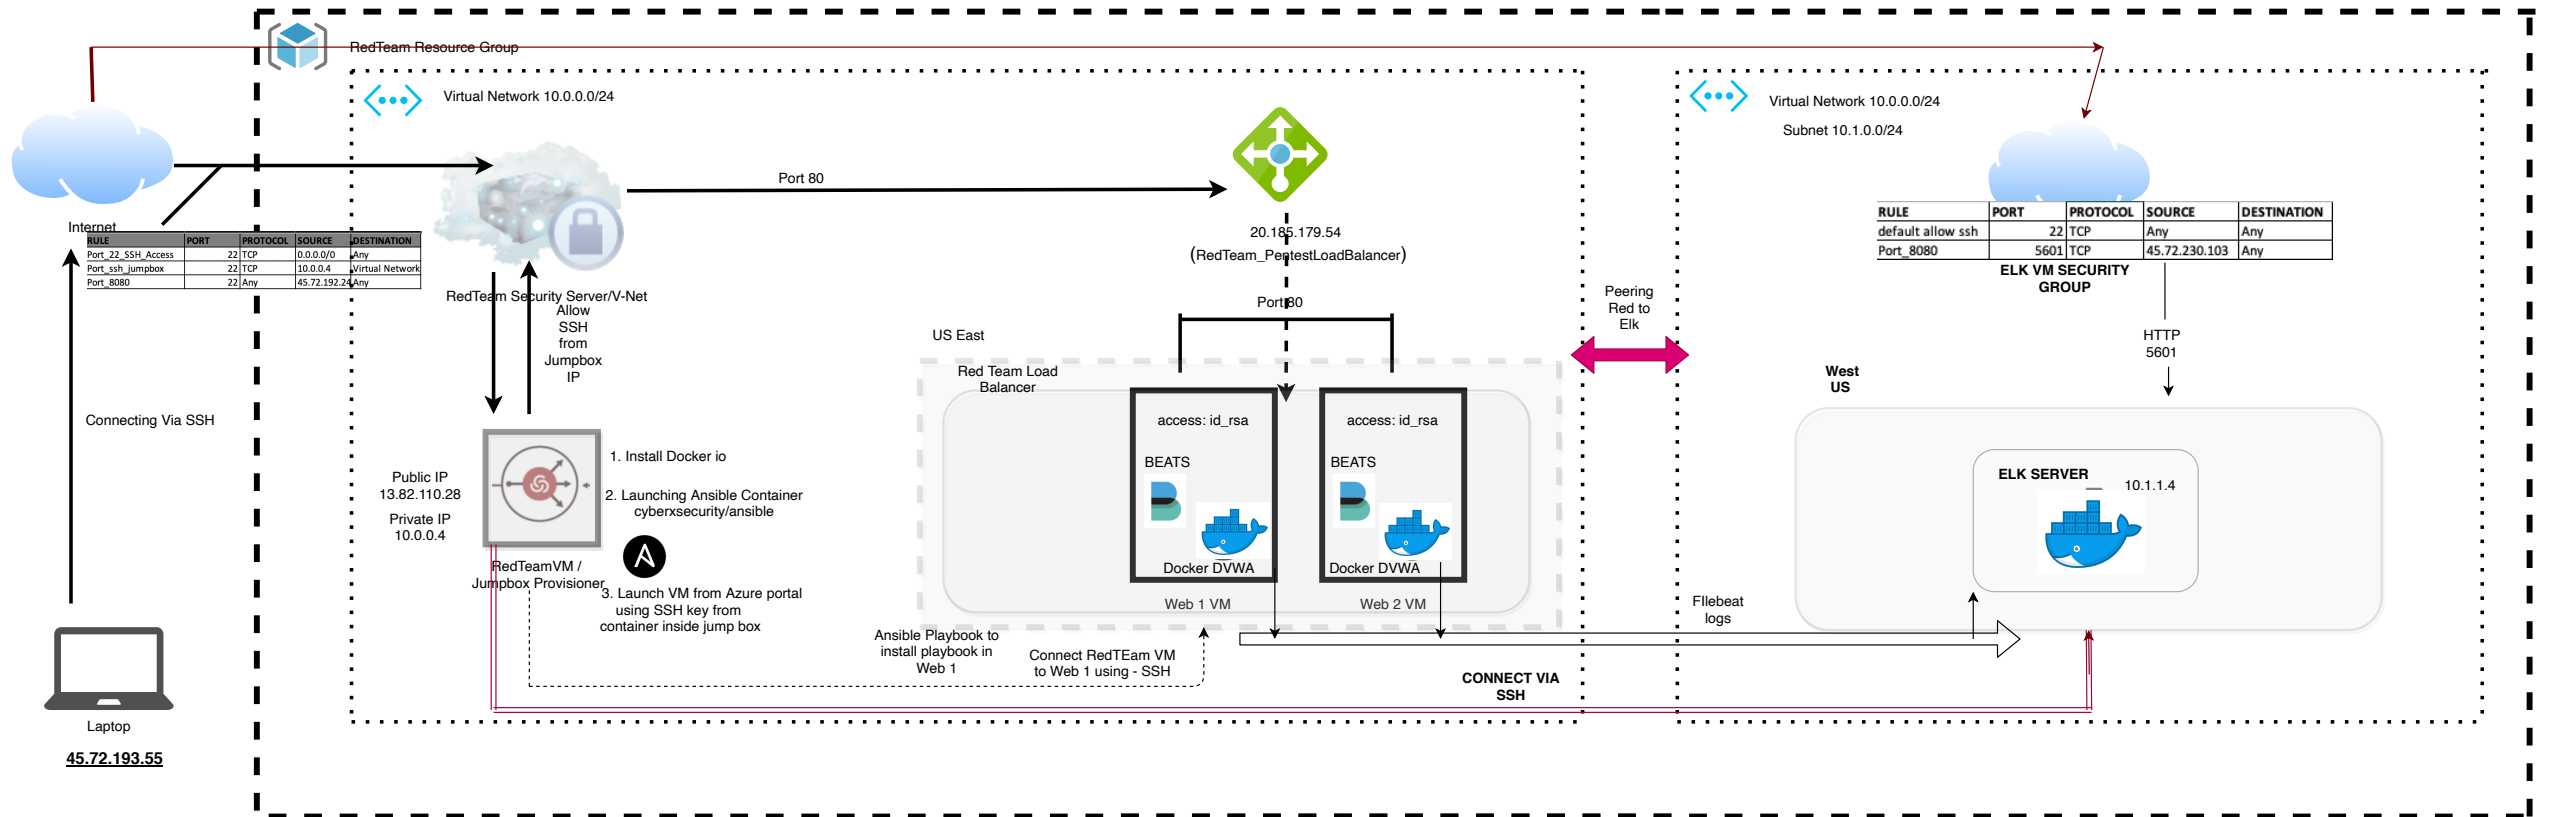 RedTeam Resource Group
Virtual Network 10.0.0.0/24
Internet
RULE PORT PROTOCOL SOURCE DESTINATION
Port_22_SSH_Access 22 TCP 0.0.0.0/0 Any
Port_ssh_jumpbox 22 TCP 10.0.0.4 Virtual Network
Port_8080 22 Any 45.72.192.24 Any
Connecting Via SSH
Laptop
45.72.193.55
RedTeam Security Server/V-Net
Allow
SSH
from
Jumpbox
IP
Port 80
20.185.179.54
(RedTeam_PentestLoadBalancer)
Port 80
US East
Red Team Load
Balancer
Public IP
13.82.110.28
Private IP
10.0.0.4
RedTeamVM /
Jumpbox Provisioner
1. Install Docker io
2. Launching Ansible Container
cyberxsecurity/ansible
3. Launch VM from Azure portal
using SSH key from
container inside jump box
access: id_rsa
BEATS
Docker DVWA
Web 1 VM
access: id_rsa
BEATS
Docker DVWA
Web 2 VM
Ansible Playbook to
install playbook in
Web 1
Connect RedTEam VM
to Web 1 using - SSH
CONNECT VIA
SSH
Peering
Red to
Elk
Virtual Network 10.0.0.0/24
Subnet 10.1.0.0/24
RULE PORT PROTOCOL SOURCE DESTINATION
default allow ssh 22 TCP Any Any
Port_8080 5601 TCP 45.72.230.103 Any
ELK VM SECURITY
GROUP
HTTP
5601
West
US
ELK SERVER
10.1.1.4
FIlebeat
logs